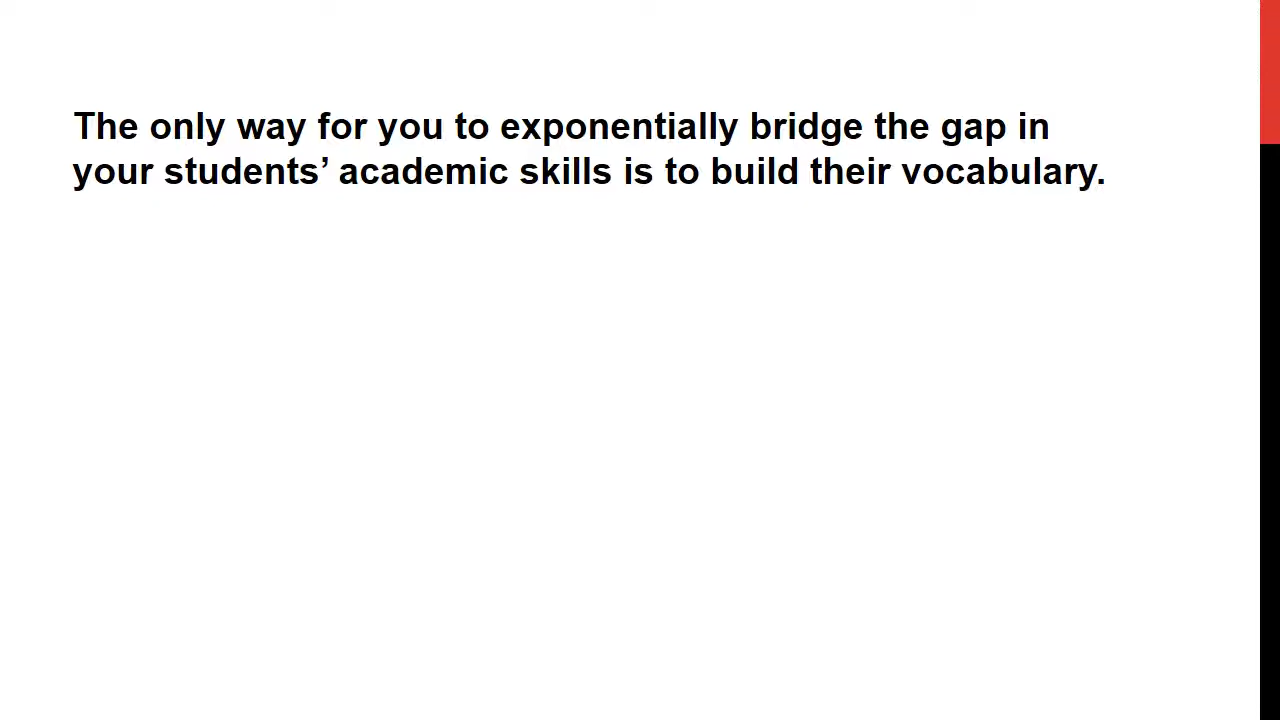 The only way for you to exponentially bridge the gap in
your students’ academic skills is to build their vocabulary.